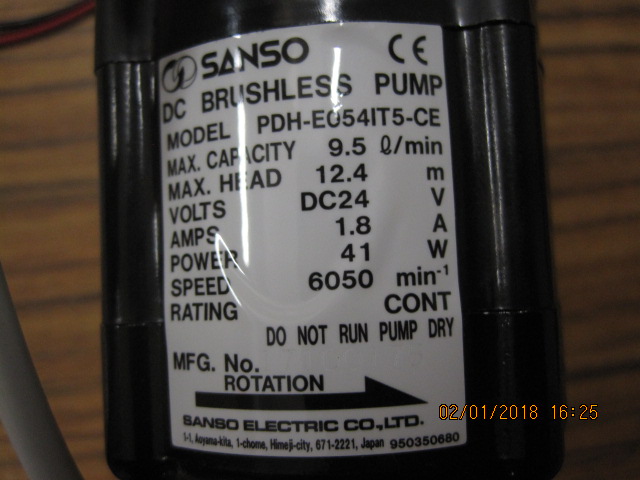 SANSO CE
DC BRUSHLESS PUMP
MODEL PDH-E054IT5-CE
MAX. CAPACITY 9.5 ℓ/min
MAX. HEAD 12.4 m
VOLTS DC24 V
AMPS 1.8 A
POWER 41 W
SPEED 6050 min⁻¹
RATING CONT
DO NOT RUN PUMP DRY
MFG. No.
ROTATION
SANSO ELECTRIC CO.,LTD.
1-1, Aoyama-kita, 1-chome, Himeji-city, 671-2221, Japan 950350680
02/01/2018 16:25